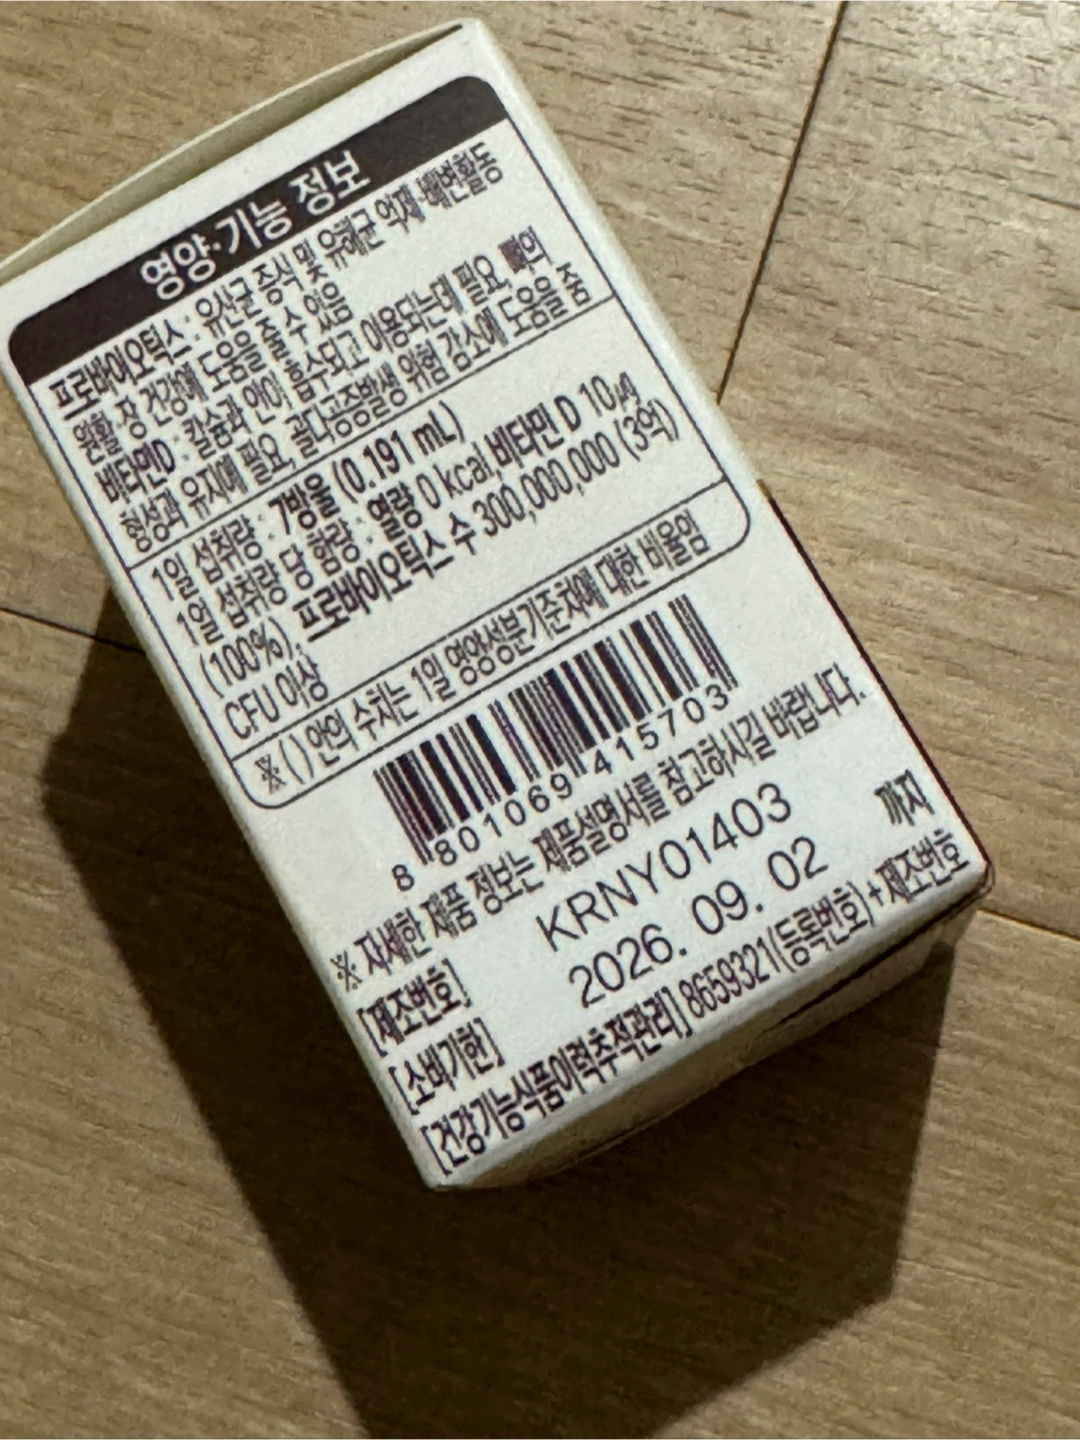 영양·기능 정보
프로바이오틱스 : 유산균 증식 및 유해균 억제·배변활동
원활·장 건강에 도움을 줄 수 있음
비타민D : 칼슘과 인이 흡수되고 이용되는데 필요, 뼈의
형성과 유지에 필요, 골다공증발생 위험 감소에 도움을 줌
1일 섭취량 : 7방울 (0.191 mL)
1일 섭취량 당 함량 : 열량 0 kcal, 비타민 D 10㎍
(100%), 프로바이오틱스 수 300,000,000 (3억)
CFU 이상
※ ( ) 안의 수치는 1일 영양성분기준치에 대한 비율임
8 801069 415703
※ 자세한 제품 정보는 제품설명서를 참고하시길 바랍니다.
[제조번호] KRNY01403
[소비기한] 2026. 09. 02 까지
[건강기능식품이력추적관리] 8659321(등록번호)+제조번호